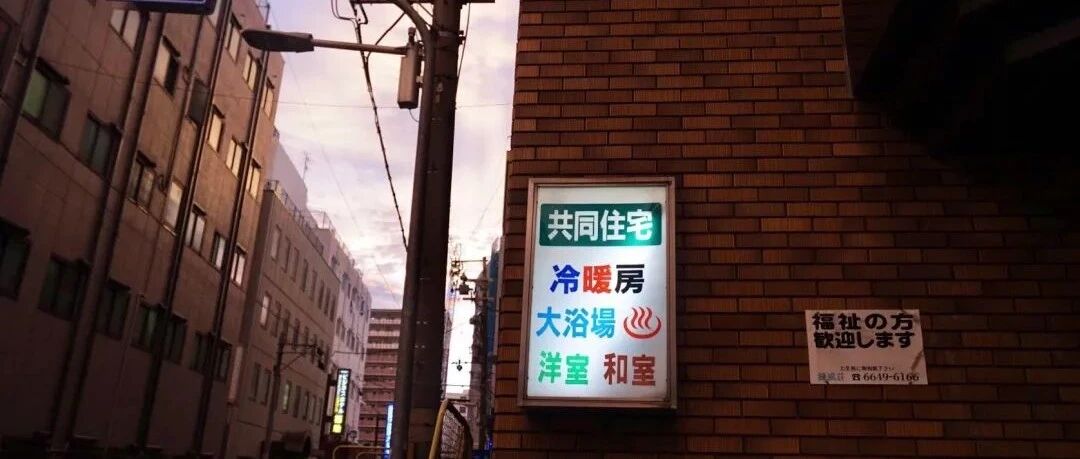 共同住宅
冷暖房
大浴場♨
洋室 和室
福祉の方
歓迎します
☎6649-6166